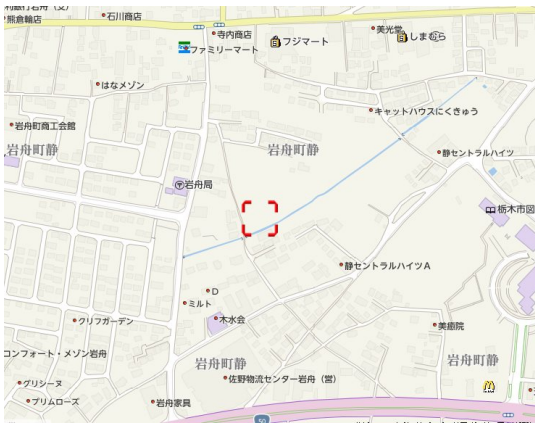 熊倉輪店
石川商店
寺内商店
ファミリーマート
フジマート
美光堂
しまむら
はなメゾン
キャットハウスにくきゅう
岩舟町商工会館
岩舟町静
岩舟町静
静セントラルハイツ
岩舟局
栃木市図
静セントラルハイツA
D
ミルト
木水会
クリフガーデン
美癒院
コンフォート・メゾン岩舟
岩舟町静
岩舟町静
グリシーヌ
佐野物流センター岩舟（営）
プリムローズ
岩舟家具
50